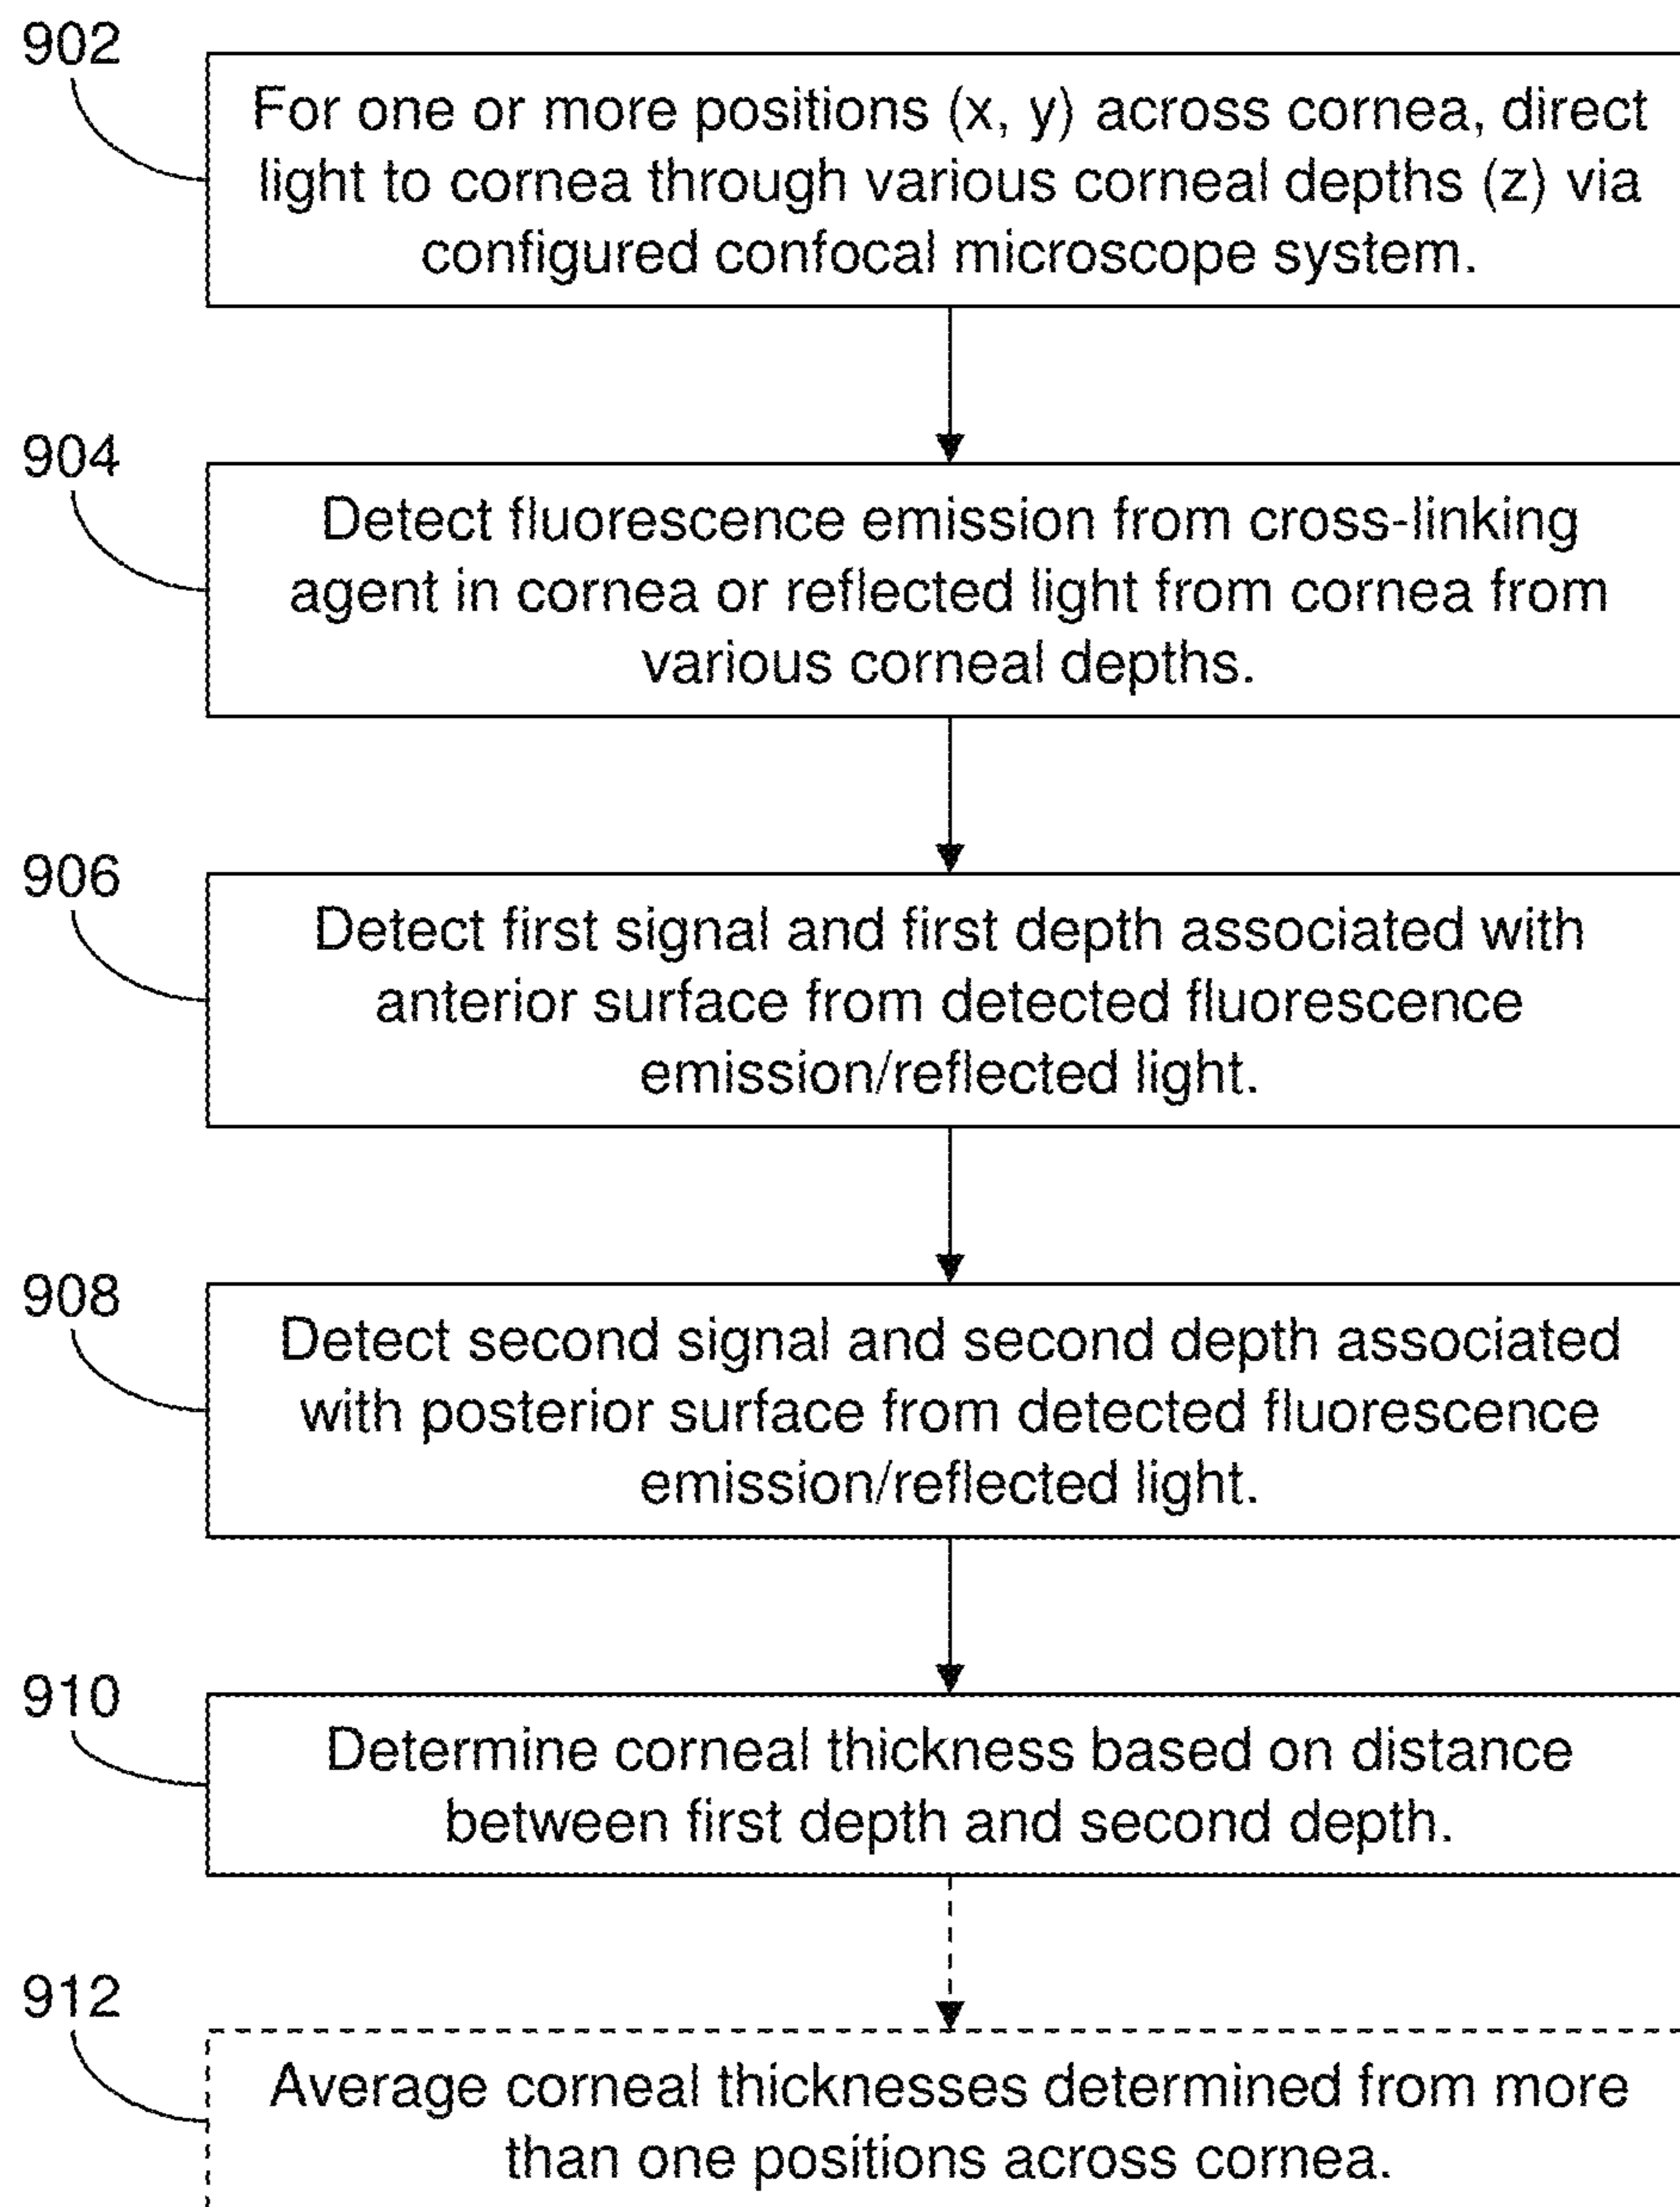 902
For one or more positions (x, y) across cornea, direct
light to cornea through various corneal depths (z) via
configured confocal microscope system.
904
Detect fluorescence emission from cross-linking
agent in cornea or reflected light from cornea from
various corneal depths.
906
Detect first signal and first depth associated with
anterior surface from detected fluorescence
emission/reflected light.
908
Detect second signal and second depth associated
with posterior surface from detected fluorescence
emission/reflected light.
910
Determine corneal thickness based on distance
between first depth and second depth.
912
Average corneal thicknesses determined from more
than one positions across cornea.